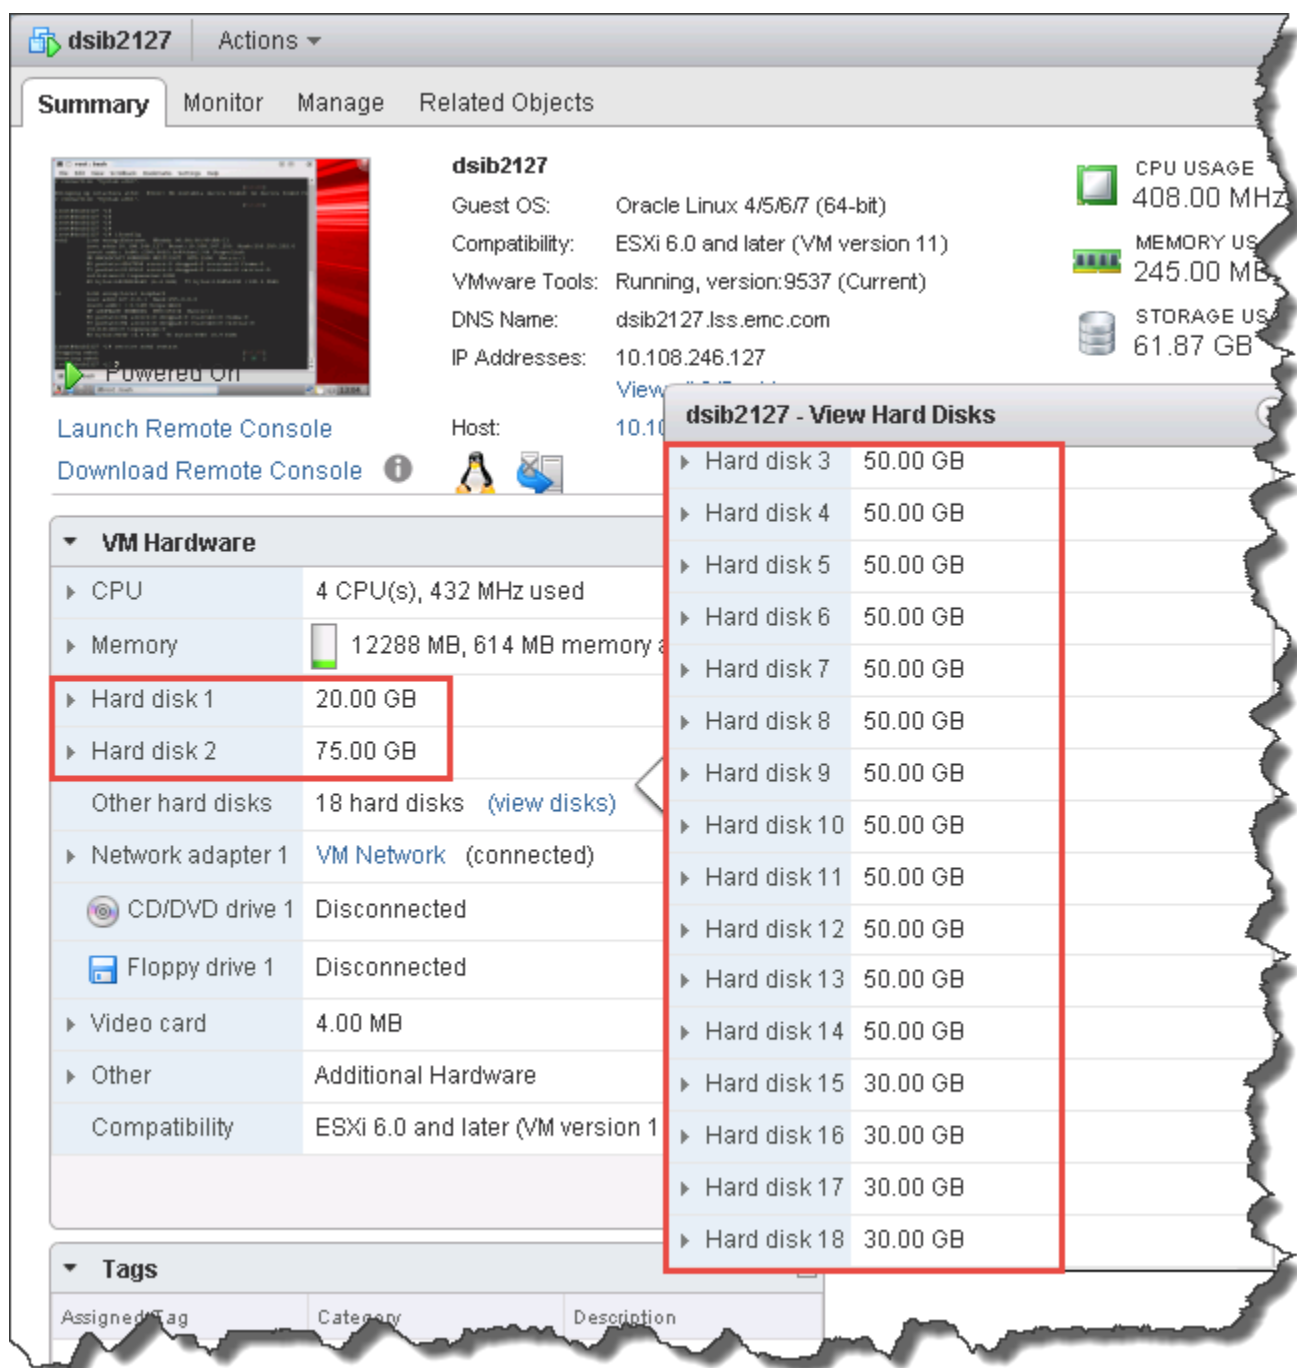 dsib2127 Actions
Summary Monitor Manage Related Objects
Powered On
Launch Remote Console
Download Remote Console
dsib2127
Guest OS: Oracle Linux 4/5/6/7 (64-bit)
Compatibility: ESXi 6.0 and later (VM version 11)
VMware Tools: Running, version:9537 (Current)
DNS Name: dsib2127.lss.emc.com
IP Addresses: 10.108.246.127
View
Host: 10.10
CPU USAGE
408.00 MHz
MEMORY US
245.00 MB
STORAGE US
61.87 GB
VM Hardware
CPU 4 CPU(s), 432 MHz used
Memory 12288 MB, 614 MB memory a
Hard disk 1 20.00 GB
Hard disk 2 75.00 GB
Other hard disks 18 hard disks (view disks)
Network adapter 1 VM Network (connected)
CD/DVD drive 1 Disconnected
Floppy drive 1 Disconnected
Video card 4.00 MB
Other Additional Hardware
Compatibility ESXi 6.0 and later (VM version 1
dsib2127 - View Hard Disks
Hard disk 3 50.00 GB
Hard disk 4 50.00 GB
Hard disk 5 50.00 GB
Hard disk 6 50.00 GB
Hard disk 7 50.00 GB
Hard disk 8 50.00 GB
Hard disk 9 50.00 GB
Hard disk 10 50.00 GB
Hard disk 11 50.00 GB
Hard disk 12 50.00 GB
Hard disk 13 50.00 GB
Hard disk 14 50.00 GB
Hard disk 15 30.00 GB
Hard disk 16 30.00 GB
Hard disk 17 30.00 GB
Hard disk 18 30.00 GB
Tags
Assigned Tag Category Description